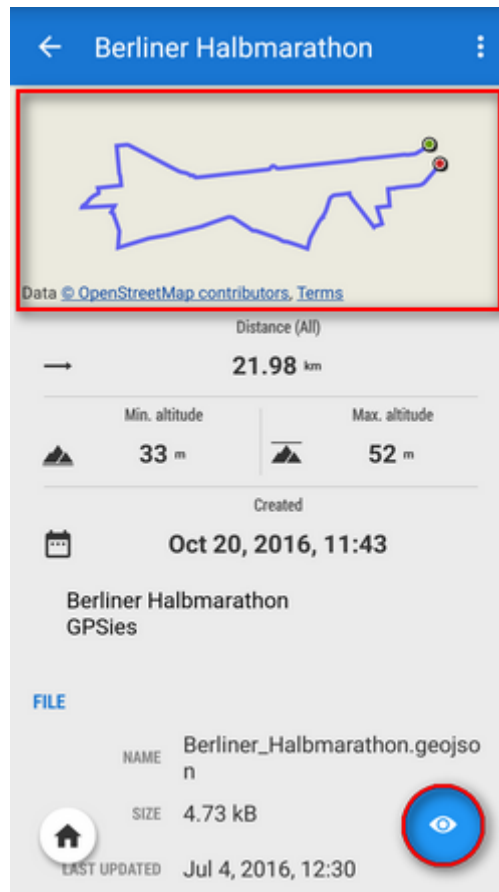 Berliner Halbmarathon
Data © OpenStreetMap contributors, Terms
Distance (All)
21.98 km
Min. altitude
33 m
Max. altitude
52 m
Created
Oct 20, 2016, 11:43
Berliner Halbmarathon
GPSies
FILE
NAME Berliner_Halbmarathon.geojso
n
SIZE 4.73 kB
LAST UPDATED Jul 4, 2016, 12:30